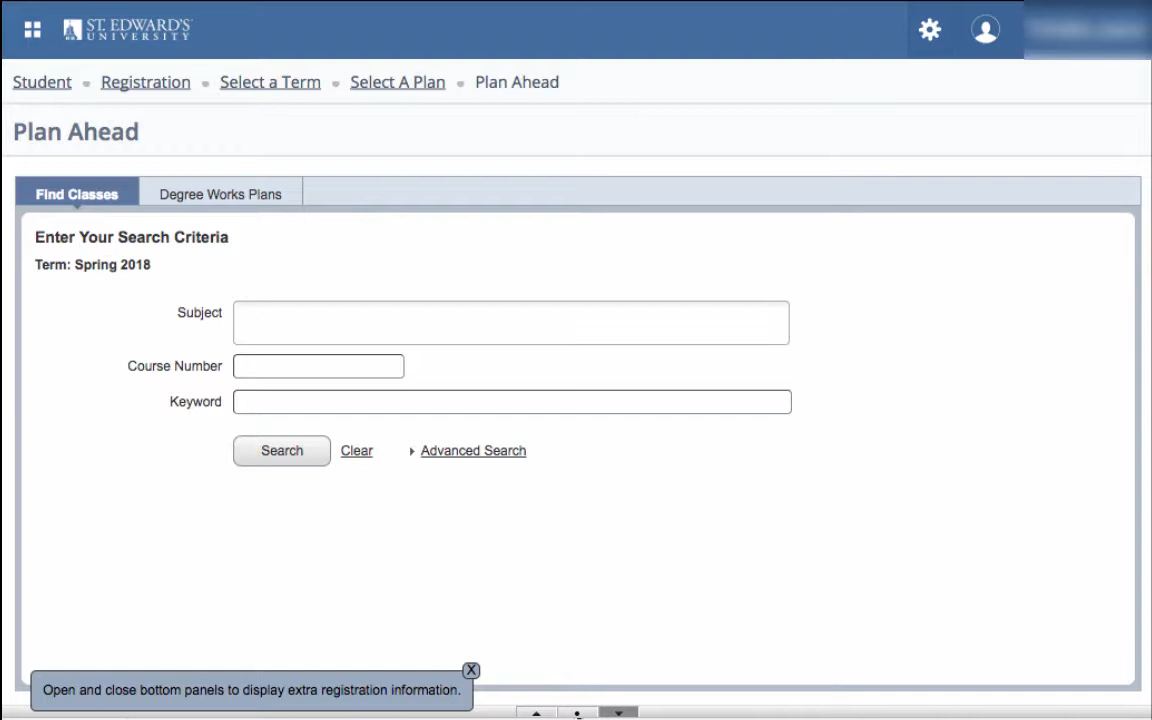 ST. EDWARD'S
UNIVERSITY
Student Registration Select a Term Select A Plan Plan Ahead
Plan Ahead
Find Classes Degree Works Plans
Enter Your Search Criteria
Term: Spring 2018
Subject
Course Number
Keyword
Search Clear Advanced Search
X
Open and close bottom panels to display extra registration information.